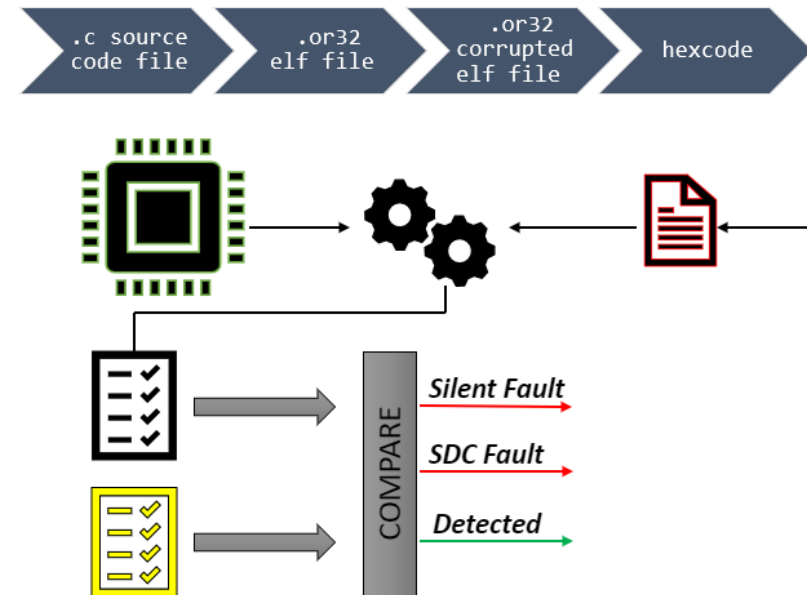 .c source
code file
.or32
elf file
.or32
corrupted
elf file
hexcode
Silent Fault
SDC Fault
Detected
COMPARE